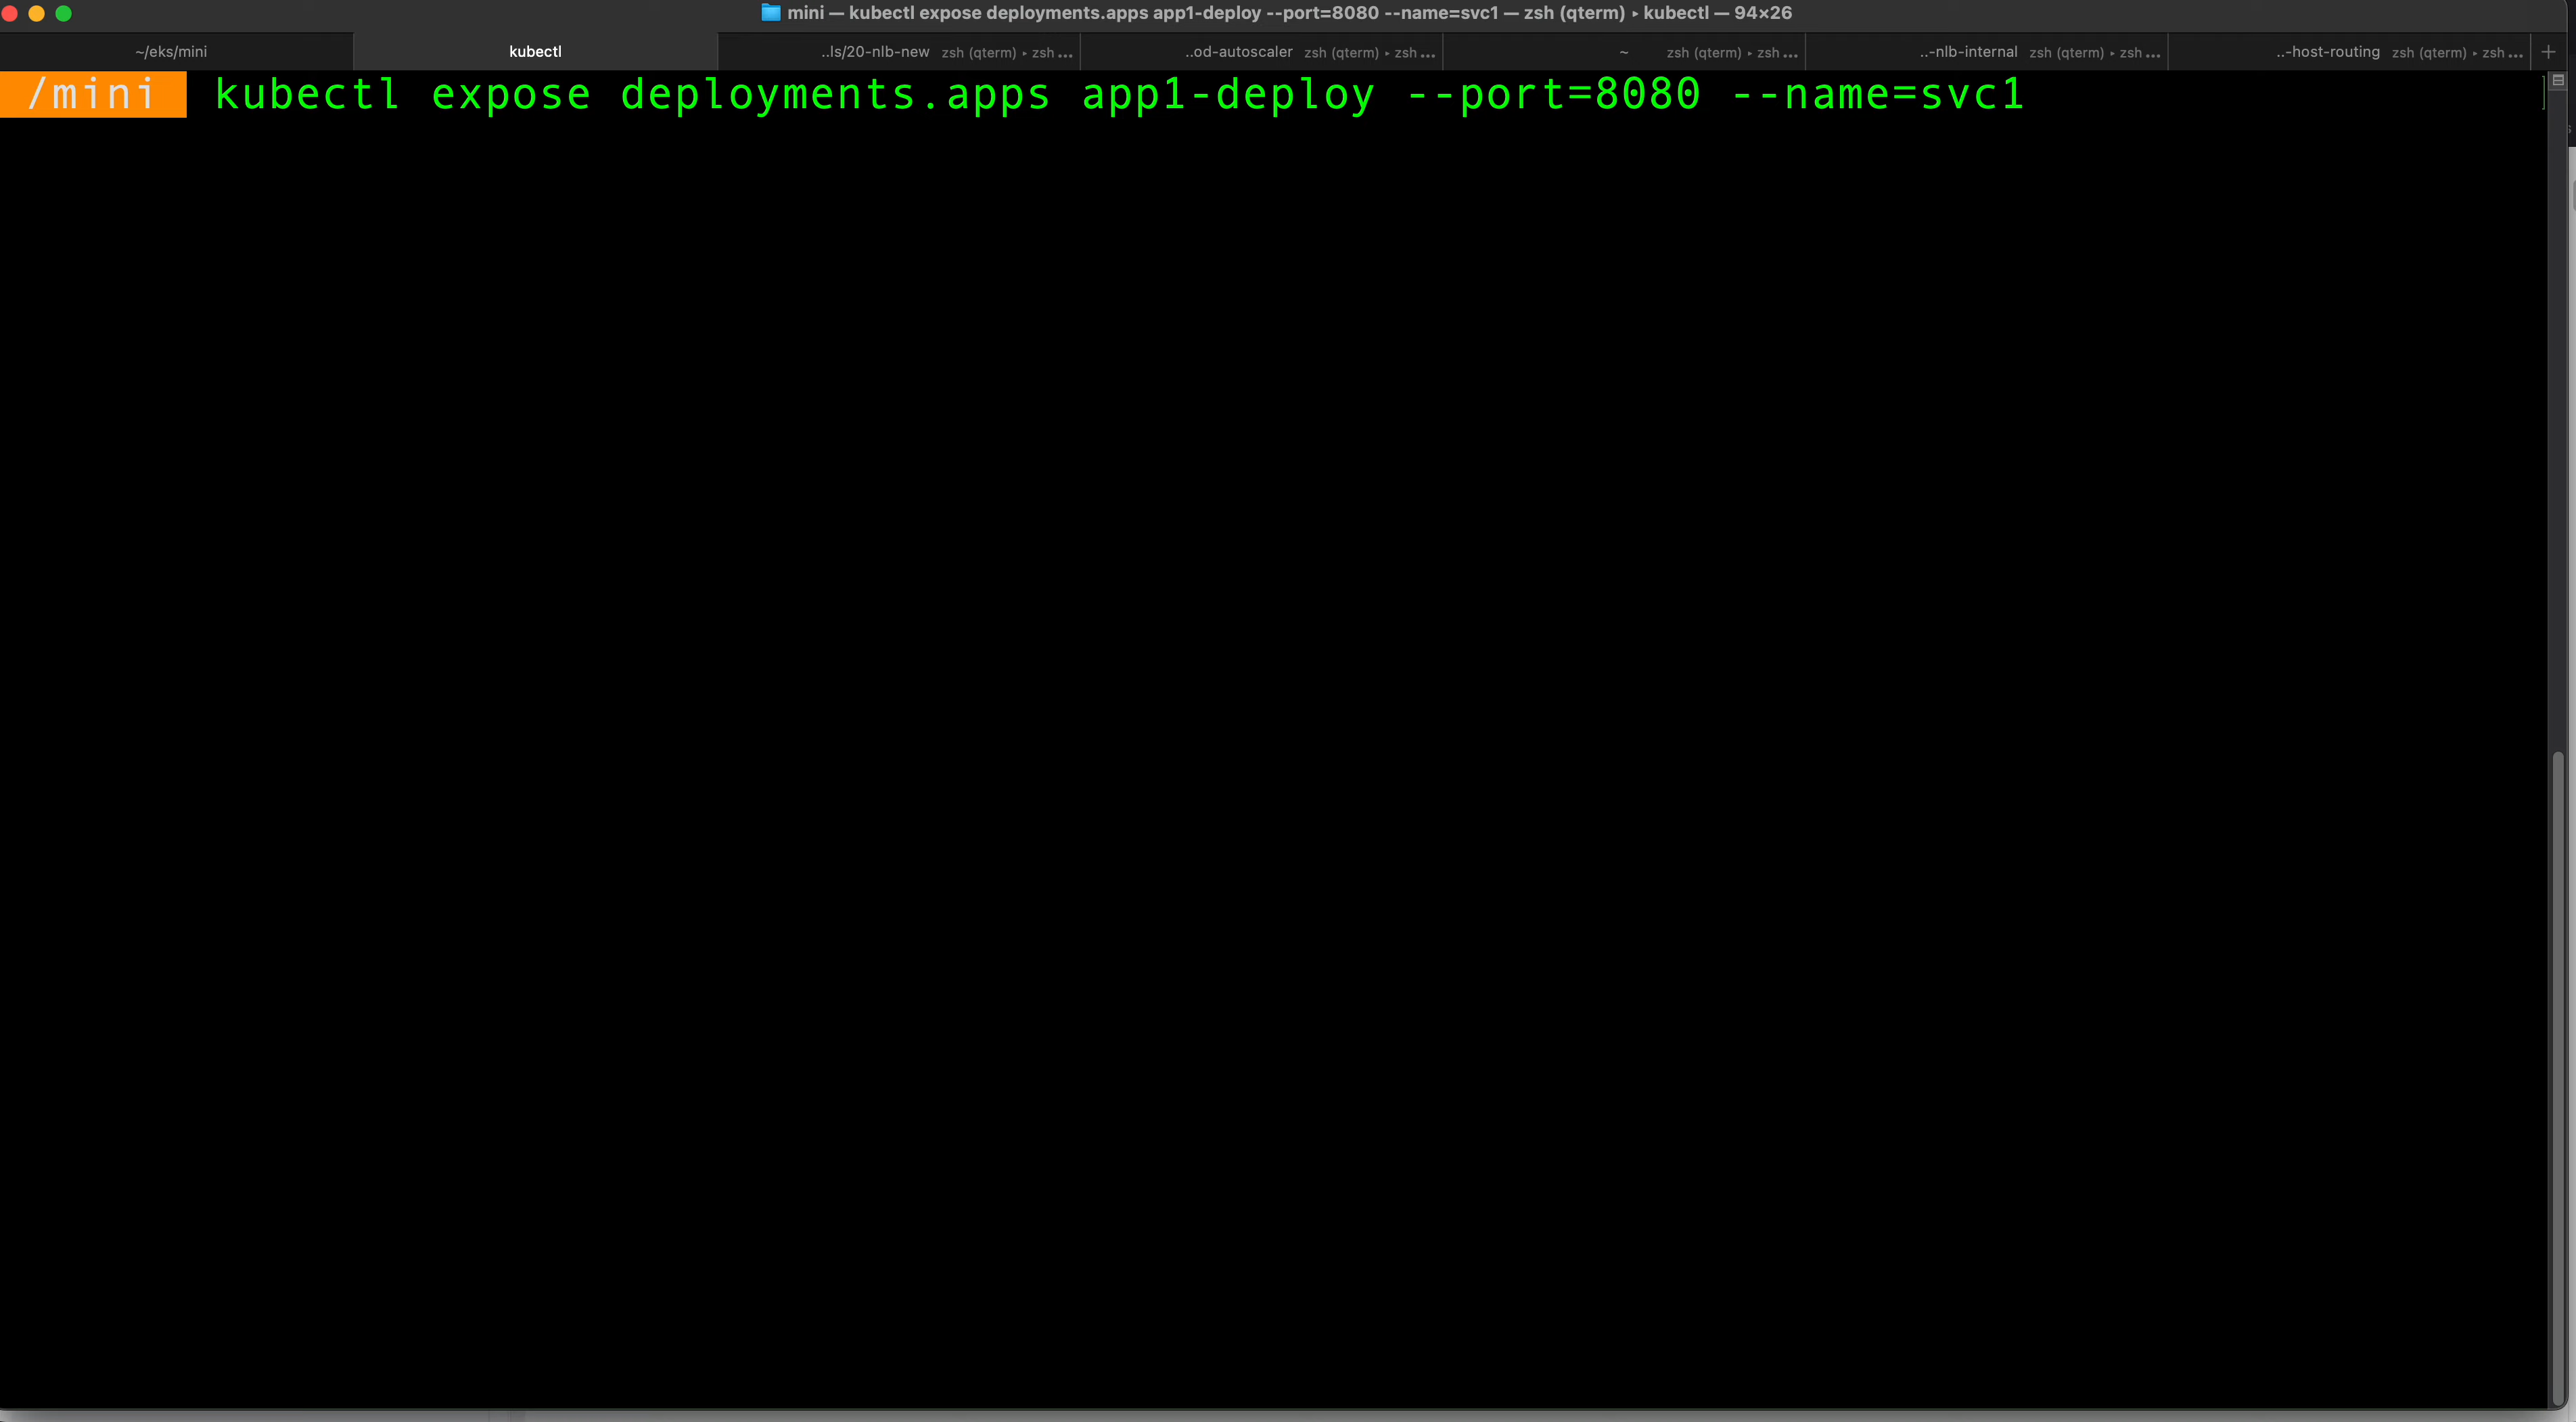 mini — kubectl expose deployments.apps app1-deploy --port=8080 --name=svc1 — zsh (qterm) ‣ kubectl — 94×26
~/eks/mini
kubectl
..ls/20-nlb-new zsh (qterm) ‣ zsh ...
..od-autoscaler zsh (qterm) ‣ zsh ...
~ zsh (qterm) ‣ zsh ...
..-nlb-internal zsh (qterm) ‣ zsh ...
..-host-routing zsh (qterm) ‣ zsh ...
/mini kubectl expose deployments.apps app1-deploy --port=8080 --name=svc1